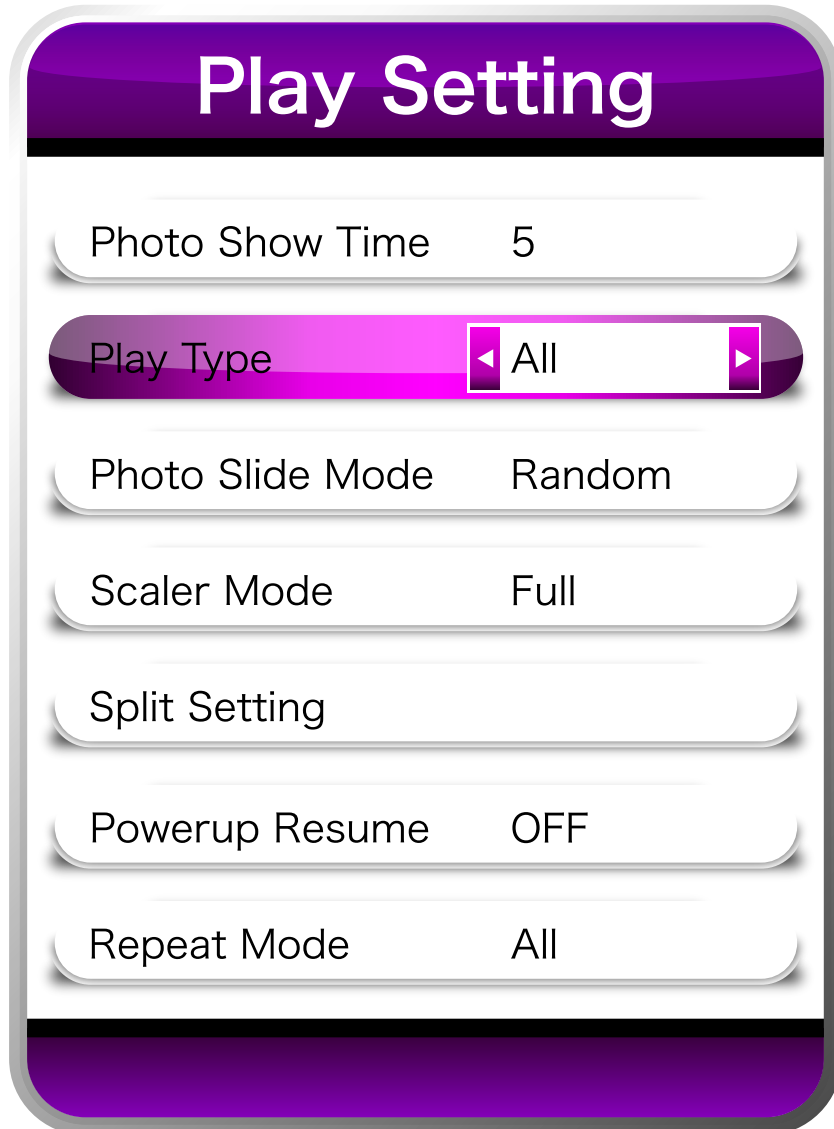 Play Setting
Photo Show Time 5
Play Type All
Photo Slide Mode Random
Scaler Mode Full
Split Setting
Powerup Resume OFF
Repeat Mode All